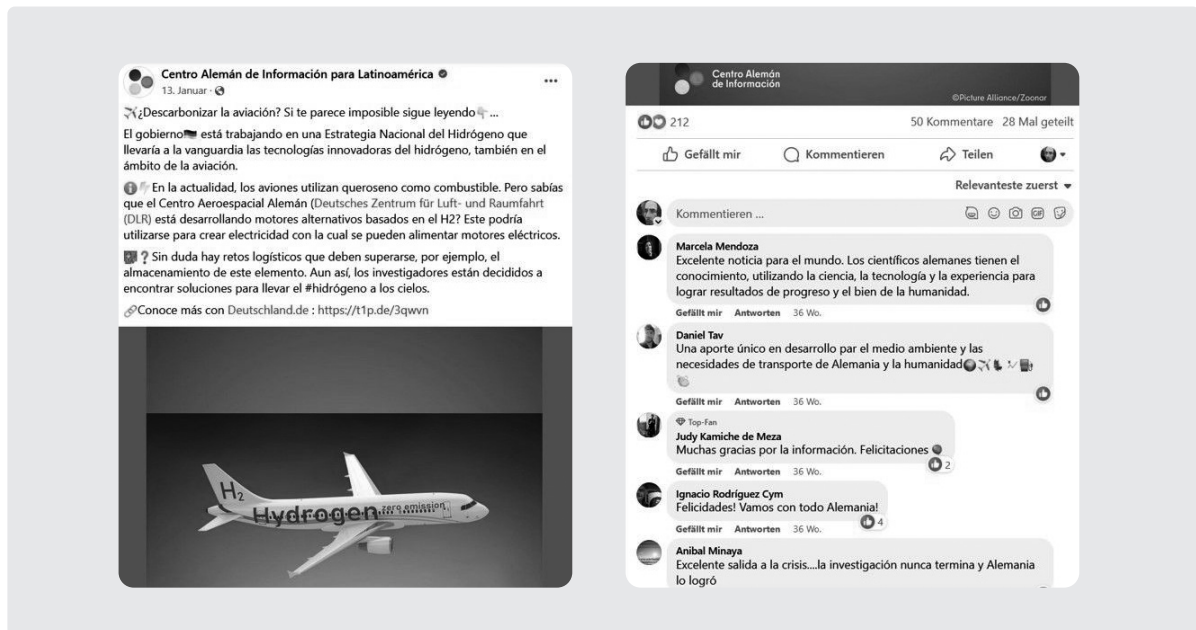 Centro Alemán de Información para Latinoamérica
13. Januar ·
¿Descarbonizar la aviación? Si te parece imposible sigue leyendo ...
El gobierno está trabajando en una Estrategia Nacional del Hidrógeno que
llevaría a la vanguardia las tecnologías innovadoras del hidrógeno, también en el
ámbito de la aviación.
En la actualidad, los aviones utilizan queroseno como combustible. Pero sabías
que el Centro Aeroespacial Alemán (Deutsches Zentrum für Luft- und Raumfahrt
(DLR) está desarrollando motores alternativos basados en el H2? Este podría
utilizarse para crear electricidad con la cual se pueden alimentar motores eléctricos.
? Sin duda hay retos logísticos que deben superarse, por ejemplo, el
almacenamiento de este elemento. Aun así, los investigadores están decididos a
encontrar soluciones para llevar el #hidrógeno a los cielos.
Conoce más con Deutschland.de : https://t1p.de/3qwvn
H2
Hydrogen zero emission
Centro Alemán
de Información
©Picture Alliance/Zoonar
212 50 Kommentare 28 Mal geteilt
Gefällt mir Kommentieren Teilen
Relevanteste zuerst
Kommentieren ...
GIF
Marcela Mendoza
Excelente noticia para el mundo. Los científicos alemanes tienen el
conocimiento, utilizando la ciencia, la tecnología y la experiencia para
lograr resultados de progreso y el bien de la humanidad.
Gefällt mir Antworten 36 Wo.
Daniel Tav
Una aporte único en desarrollo par el medio ambiente y las
necesidades de transporte de Alemania y la humanidad
Gefällt mir Antworten 36 Wo.
Top-Fan
Judy Kamiche de Meza
Muchas gracias por la información. Felicitaciones
2
Gefällt mir Antworten 36 Wo.
Ignacio Rodríguez Cym
Felicidades! Vamos con todo Alemania!
4
Gefällt mir Antworten 36 Wo.
Anibal Minaya
Excelente salida a la crisis....la investigación nunca termina y Alemania
lo logró